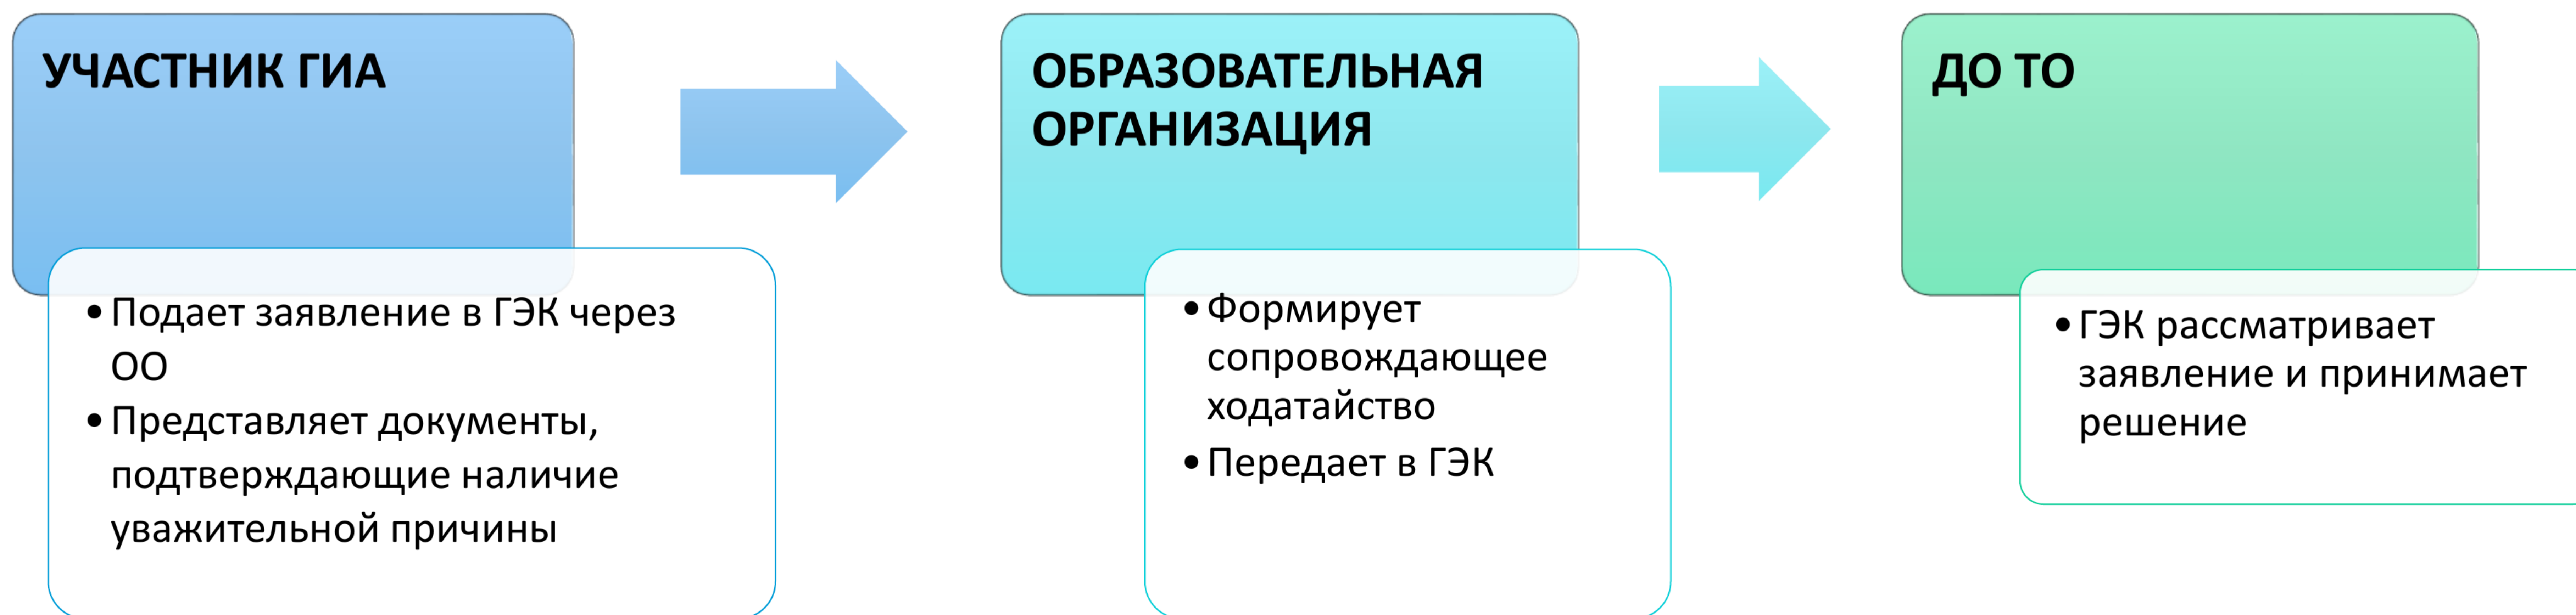 УЧАСТНИК ГИА
• Подает заявление в ГЭК через
ОО
• Представляет документы,
подтверждающие наличие
уважительной причины
ОБРАЗОВАТЕЛЬНАЯ
ОРГАНИЗАЦИЯ
• Формирует
сопровождающее
ходатайство
• Передает в ГЭК
ДО ТО
• ГЭК рассматривает
заявление и принимает
решение